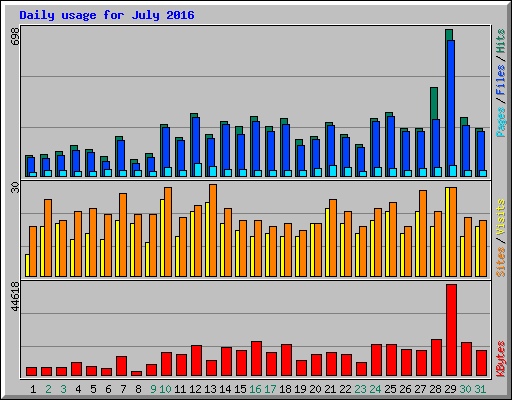 Daily usage for July 2016
698
Pages / Files / Hits
30
Sites / Visits
44618
KBytes
1 2 3 4 5 6 7 8 9 10 11 12 13 14 15 16 17 18 19 20 21 22 23 24 25 26 27 28 29 30 31